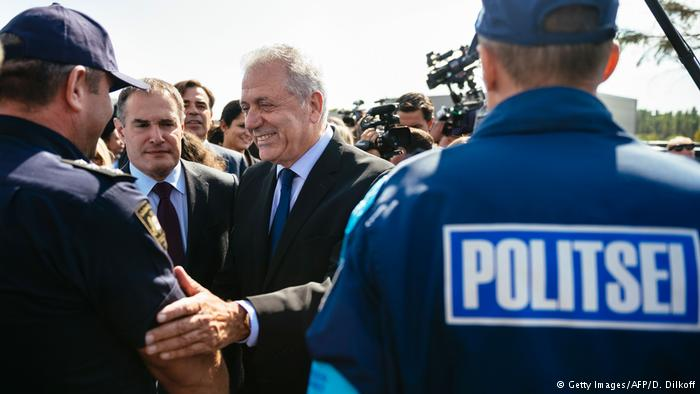 POLITSEI
© Getty Images/AFP/D. Dilkoff